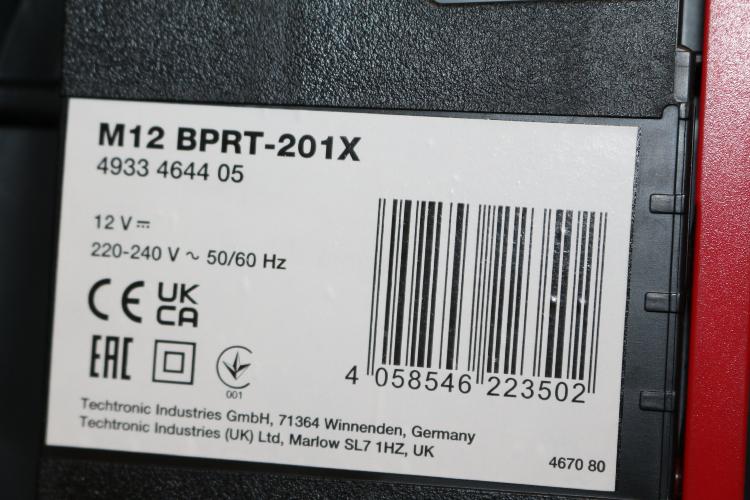 M12 BPRT-201X
4933 4644 05
12 V⎓
220-240 V ~ 50/60 Hz
CE UK CA
EAC
001
4 058546 223502
Techtronic Industries GmbH, 71364 Winnenden, Germany
Techtronic Industries (UK) Ltd, Marlow SL7 1HZ, UK
4670 80